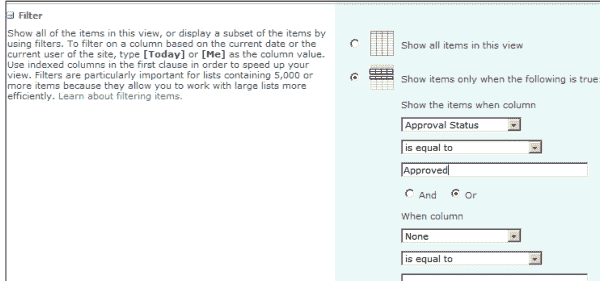 Filter
Show all of the items in this view, or display a subset of the items by
using filters. To filter on a column based on the current date or the
current user of the site, type [Today] or [Me] as the column value.
Use indexed columns in the first clause in order to speed up your
view. Filters are particularly important for lists containing 5,000 or
more items because they allow you to work with large lists more
efficiently. Learn about filtering items.
Show all items in this view
Show items only when the following is true:
Show the items when column
Approval Status
is equal to
Approved
And Or
When column
None
is equal to